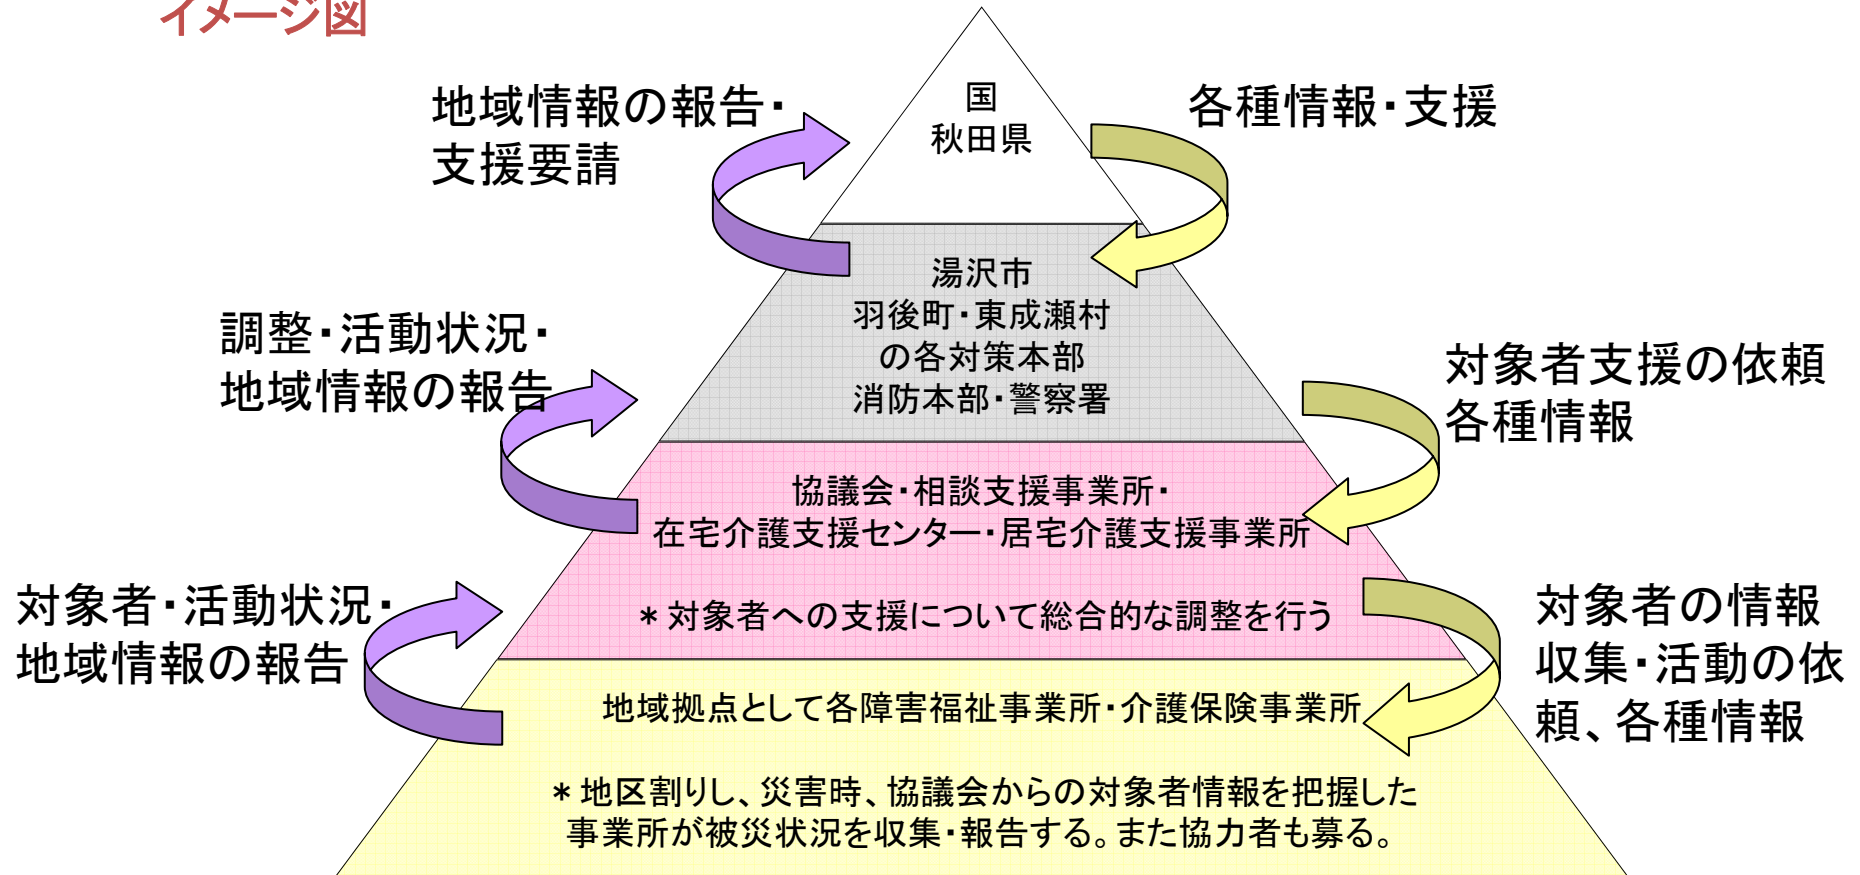 イメージ図
国
秋田県
地域情報の報告・
支援要請
各種情報・支援
湯沢市
羽後町・東成瀬村
の各対策本部
消防本部・警察署
調整・活動状況・
地域情報の報告
対象者支援の依頼
各種情報
協議会・相談支援事業所・
在宅介護支援センター・居宅介護支援事業所
＊対象者への支援について総合的な調整を行う
対象者・活動状況・
地域情報の報告
対象者の情報
収集・活動の依
頼、各種情報
地域拠点として各障害福祉事業所・介護保険事業所
＊地区割りし、災害時、協議会からの対象者情報を把握した
事業所が被災状況を収集・報告する。また協力者も募る。